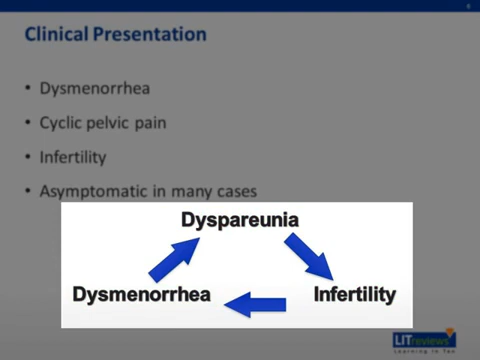 Clinical Presentation
• Dysmenorrhea
• Cyclic pelvic pain
• Infertility
• Asymptomatic in many cases
Dyspareunia
Dysmenorrhea
Infertility
LITreviews
Learning in Ten